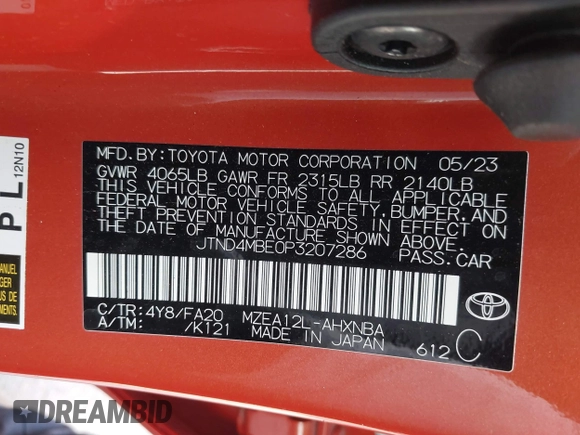 MFD.BY:TOYOTA MOTOR CORPORATION 05/23
GVWR 4065LB GAWR FR 2315LB RR 2140LB
THIS VEHICLE CONFORMS TO ALL APPLICABLE
FEDERAL MOTOR VEHICLE SAFETY,BUMPER,AND
THEFT PREVENTION STANDARDS IN EFFECT ON
THE DATE OF MANUFACTURE SHOWN ABOVE.
JTND4MBE0P3207286 PASS.CAR
C/TR:4Y8/FA20 MZEA12L-AHXNBA
A/TM: /K121 MADE IN JAPAN 612 C
P L
12N10
MANUEL
S.
DREAMBID